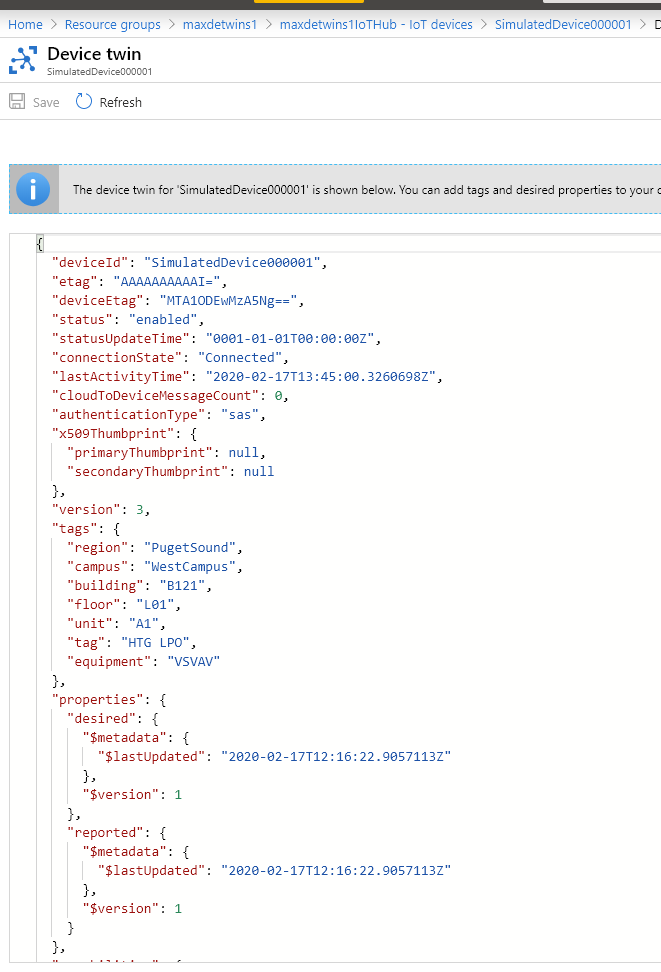 Home > Resource groups > maxdetwins1 > maxdetwins1IoTHub - IoT devices > SimulatedDevice000001 >
Device twin
SimulatedDevice000001
Save Refresh
The device twin for 'SimulatedDevice000001' is shown below. You can add tags and desired properties to your
{
"deviceId": "SimulatedDevice000001",
"etag": "AAAAAAAAAAI=",
"deviceEtag": "MTA1ODEwMzA5Ng==",
"status": "enabled",
"statusUpdateTime": "0001-01-01T00:00:00Z",
"connectionState": "Connected",
"lastActivityTime": "2020-02-17T13:45:00.3260698Z",
"cloudToDeviceMessageCount": 0,
"authenticationType": "sas",
"x509Thumbprint": {
"primaryThumbprint": null,
"secondaryThumbprint": null
},
"version": 3,
"tags": {
"region": "PugetSound",
"campus": "WestCampus",
"building": "B121",
"floor": "L01",
"unit": "A1",
"tag": "HTG LPO",
"equipment": "VSVAV"
},
"properties": {
"desired": {
"$metadata": {
"$lastUpdated": "2020-02-17T12:16:22.9057113Z"
},
"$version": 1
},
"reported": {
"$metadata": {
"$lastUpdated": "2020-02-17T12:16:22.9057113Z"
},
"$version": 1
}
},